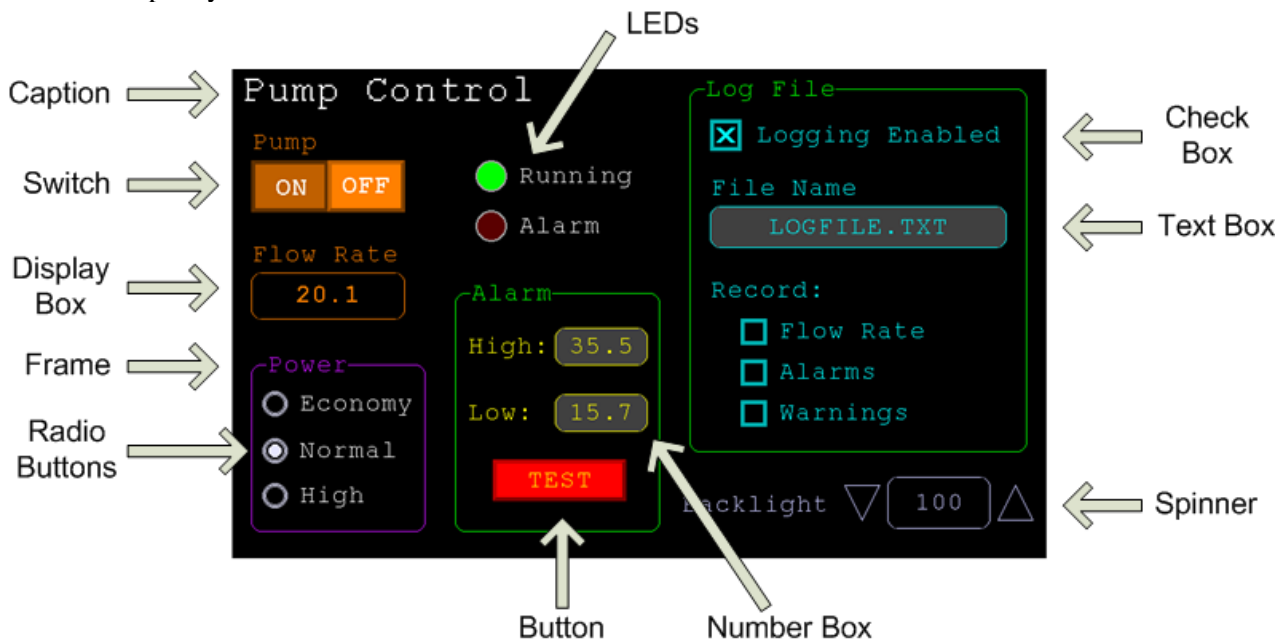 LEDs
Caption
Pump Control
Log File
Logging Enabled
Check
Box
Pump
Switch
ON OFF
Running
File Name
LOGFILE.TXT
Text Box
Alarm
Flow Rate
Display
Box
20.1
Alarm
Record:
Flow Rate
High: 35.5
Frame
Power
Alarms
Economy
Low: 15.7
Warnings
Radio
Buttons
Normal
TEST
High
Backlight 100
Spinner
Button
Number Box